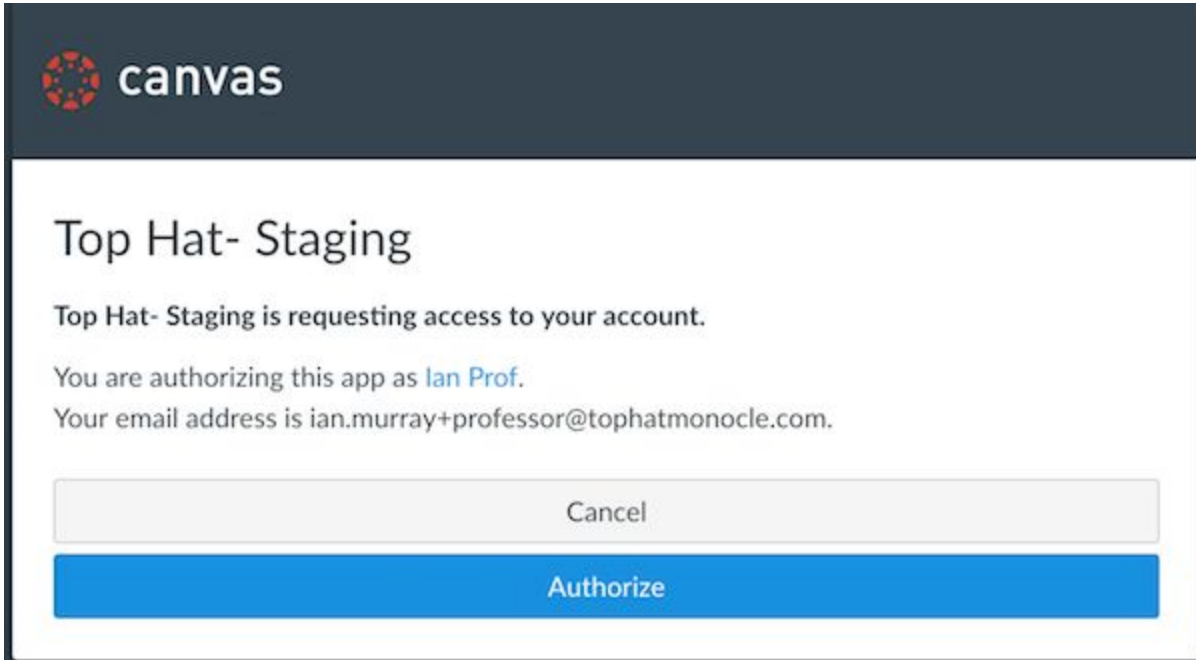 canvas
Top Hat- Staging
Top Hat- Staging is requesting access to your account.
You are authorizing this app as Ian Prof.
Your email address is ian.murray+professor@tophatmonocle.com.
Cancel
Authorize